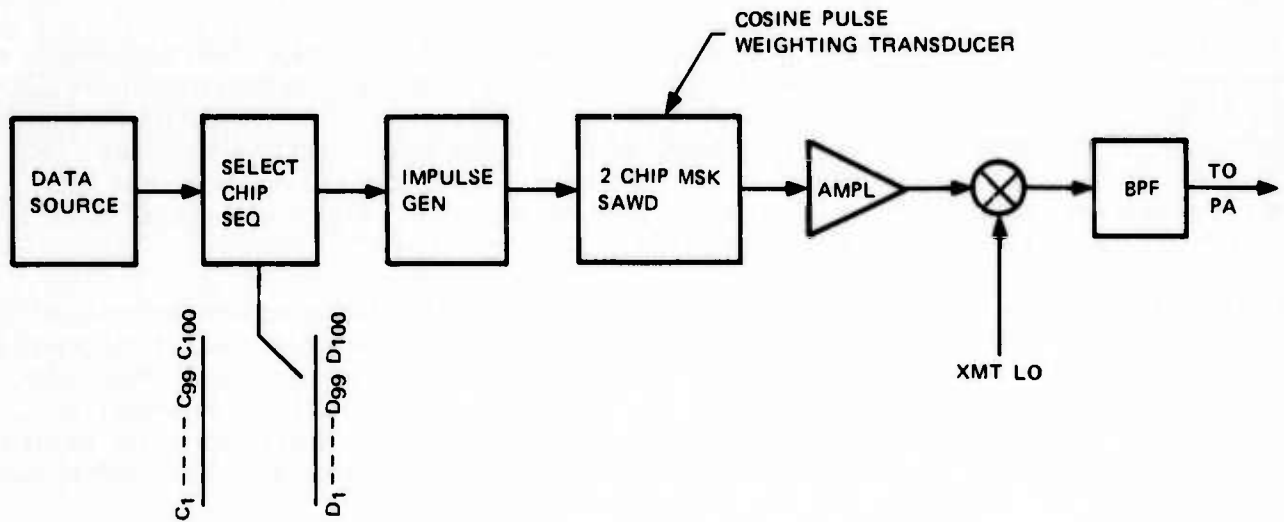 COSINE PULSE
WEIGHTING TRANSDUCER
DATA
SOURCE
SELECT
CHIP
SEQ
IMPULSE
GEN
2 CHIP MSK
SAWD
AMPL
BPF
TO
PA
XMT LO
C1 ---- C99 C100
D1 -----D99 D100